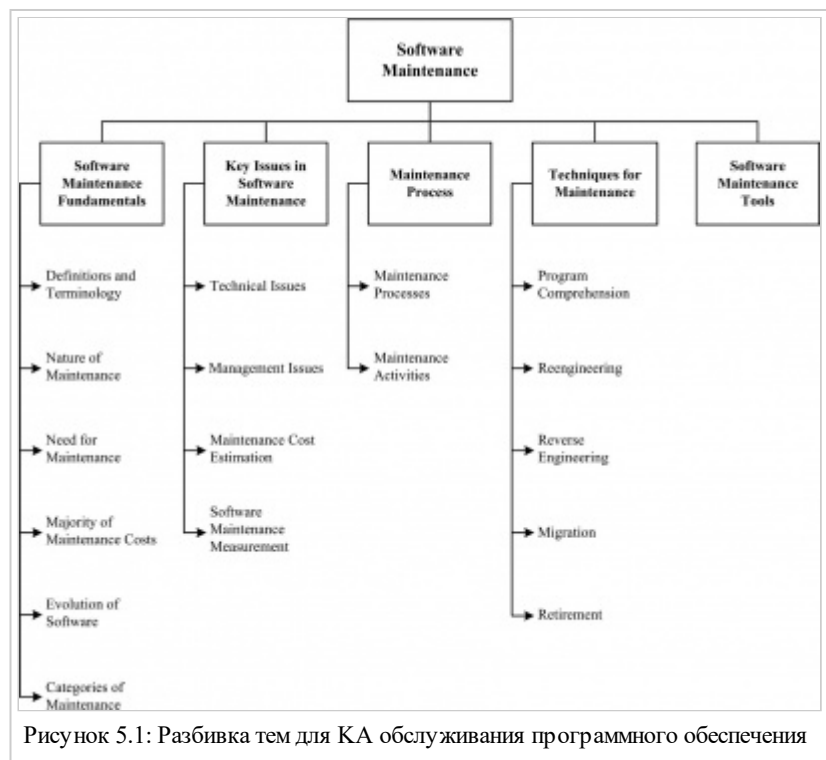 Software
Maintenance
Software
Maintenance
Fundamentals
Key Issues in
Software
Maintenance
Maintenance
Process
Techniques for
Maintenance
Software
Maintenance
Tools
Definitions and
Terminology
Nature of
Maintenance
Need for
Maintenance
Majority of
Maintenance Costs
Evolution of
Software
Categories of
Maintenance
Technical Issues
Management Issues
Maintenance Cost
Estimation
Software
Maintenance
Measurement
Maintenance
Processes
Maintenance
Activities
Program
Comprehension
Reengineering
Reverse
Engineering
Migration
Retirement
Рисунок 5.1: Разбивка тем для KA обслуживания программного обеспечения